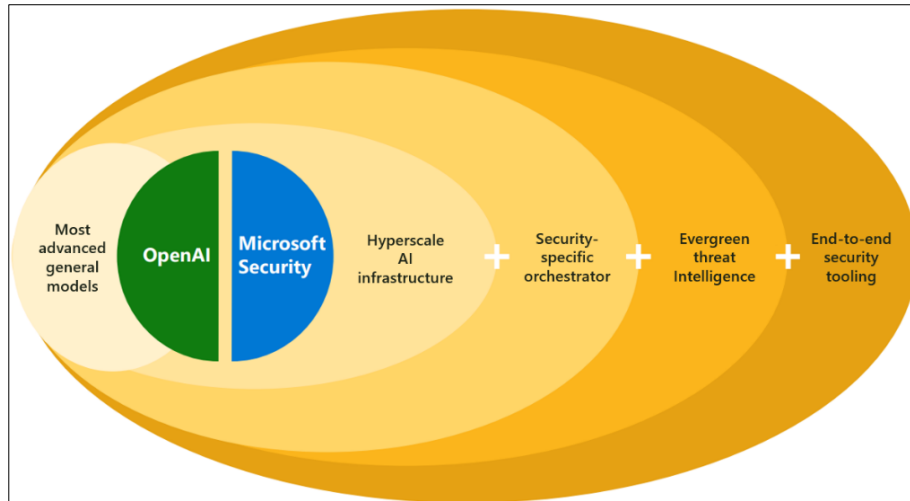 Most
advanced
general
models
OpenAI
Microsoft
Security
Hyperscale
AI
infrastructure
+
Security-
specific
orchestrator
+
Evergreen
threat
Intelligence
+
End-to-end
security
tooling